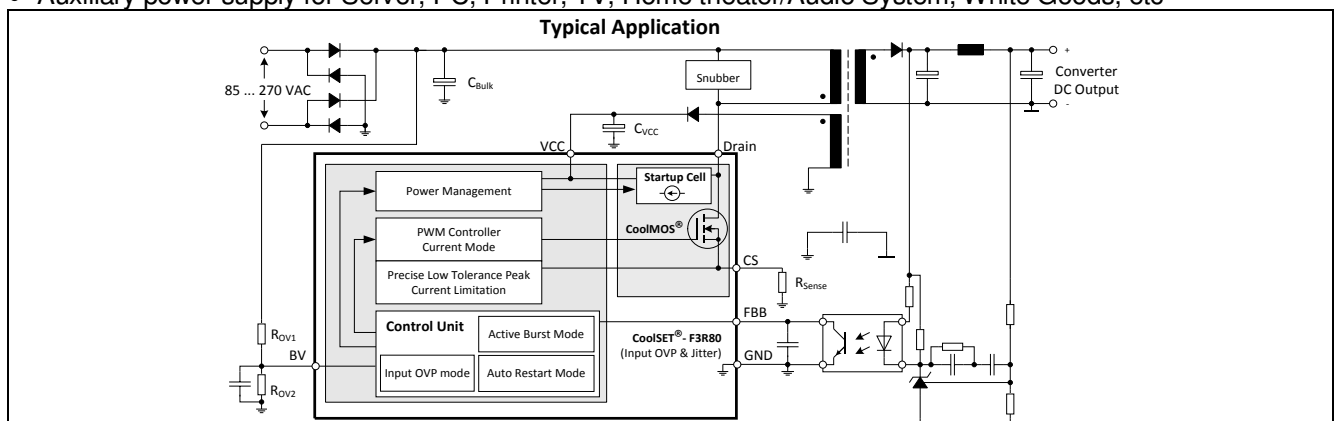 • Auxiliary power supply for Server, PC, Printer, TV, Home theater/Audio System, White Goods, etc
Typical Application
+
Snubber
Converter
DC Output
-
85 ... 270 VAC
CBulk
CVCC
VCC
Drain
Power Management
Startup Cell
CoolMOS®
PWM Controller
Current Mode
CS
Precise Low Tolerance Peak
Current Limitation
RSense
FBB
Control Unit
Active Burst Mode
CoolSET®- F3R80
(Input OVP & Jitter)
ROV1
BV
GND
Input OVP mode
Auto Restart Mode
ROV2